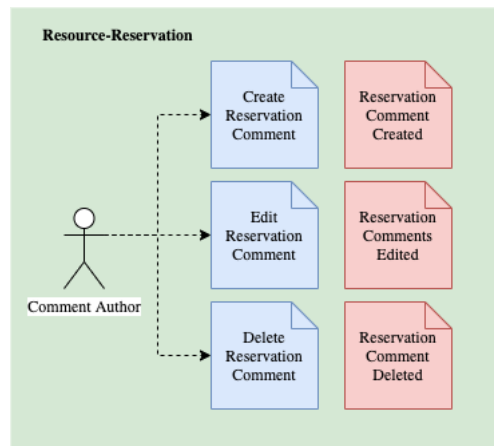 Resource-Reservation
Create
Reservation
Comment
Reservation
Comment
Created
Edit
Reservation
Comment
Reservation
Comments
Edited
Comment Author
Delete
Reservation
Comment
Reservation
Comment
Deleted